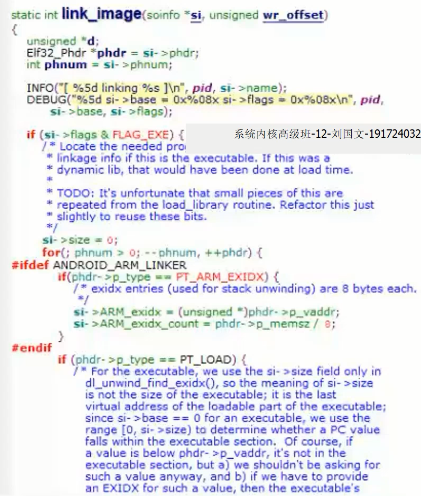 static int link_image(soinfo *si, unsigned wr_offset)
{
unsigned *d;
Elf32_Phdr *phdr = si->phdr;
int phnum = si->phnum;
INFO("[ %5d linking %s ]\n", pid, si->name);
DEBUG("%5d si->base = 0x%08x si->flags = 0x%08x\n", pid,
si->base, si->flags);
if (si->flags & FLAG_EXE) {
系统内核高级班-12-刘国文-191724032
/* Locate the needed pro
* linkage info if this is the executable. If this was a
* dynamic lib, that would have been done at load time.
*
* TODO: It's unfortunate that small pieces of this are
* repeated from the load_library routine. Refactor this just
* slightly to reuse these bits.
*/
si->size = 0;
for(; phnum > 0; --phnum, ++phdr) {
#ifdef ANDROID_ARM_LINKER
if(phdr->p_type == PT_ARM_EXIDX) {
/* exidx entries (used for stack unwinding) are 8 bytes each.
*/
si->ARM_exidx = (unsigned *)phdr->p_vaddr;
si->ARM_exidx_count = phdr->p_memsz / 8;
}
#endif
if (phdr->p_type == PT_LOAD) {
/* For the executable, we use the si->size field only in
dl_unwind_find_exidx(), so the meaning of si->size
is not the size of the executable; it is the last
virtual address of the loadable part of the executable;
since si->base == 0 for an executable, we use the
range [0, si->size) to determine whether a PC value
falls within the executable section. Of course, if
a value is below phdr->p_vaddr, it's not in the
executable section, but a) we shouldn't be asking for
such a value anyway, and b) if we have to provide
an EXIDX for such a value, then the executable's